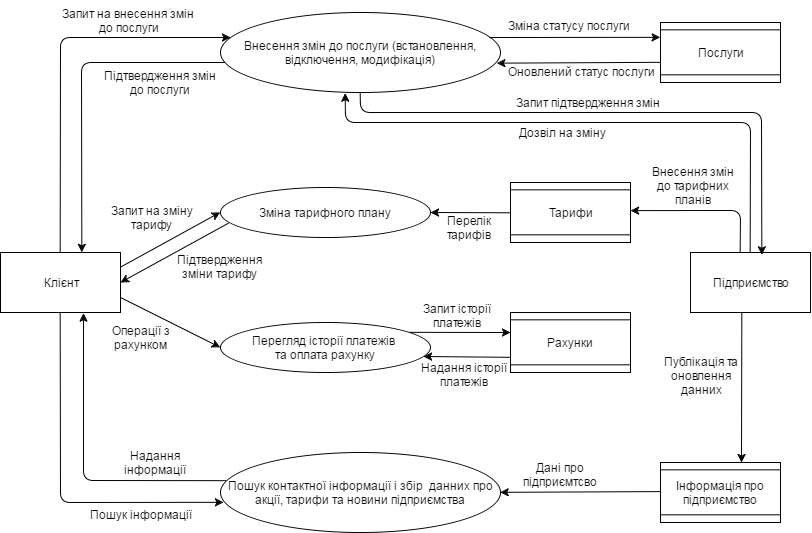 Запит на внесення змін
до послуги
Внесення змін до послуги (встановлення,
відключення, модифікація)
Зміна статусу послуги
Послуги
Оновлений статус послуги
Підтвердження змін
до послуги
Запит підтвердження змін
Дозвіл на зміну
Внесення змін
до тарифних
планів
Запит на зміну
тарифу
Зміна тарифного плану
Перелік
тарифів
Тарифи
Підтвердження
зміни тарифу
Клієнт
Підприємство
Операції з
рахунком
Перегляд історії платежів
та оплата рахунку
Запит історії
платежів
Рахунки
Надання історії
платежів
Публікація та
оновлення
данних
Надання
інформації
Пошук контактної інформації і збір  данних про
акції, тарифи та новини підприємства
Дані про
підприємтсво
Інформація про
підприємство
Пошук інформації